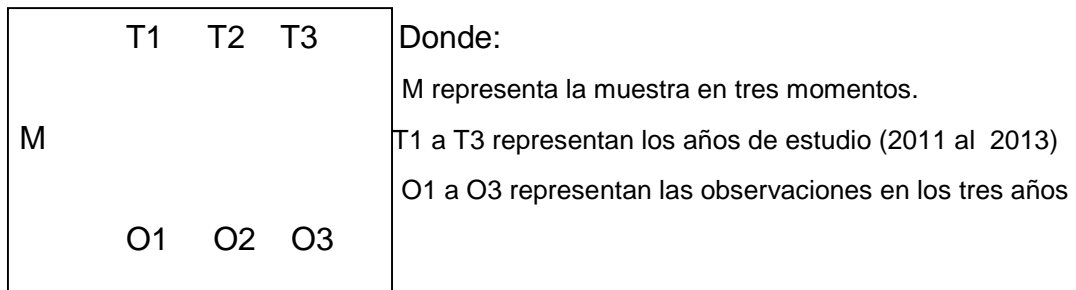 T1 T2 T3 Donde:
M representa la muestra en tres momentos.
M T1 a T3 representan los años de estudio (2011 al 2013)
O1 a O3 representan las observaciones en los tres años
O1 O2 O3